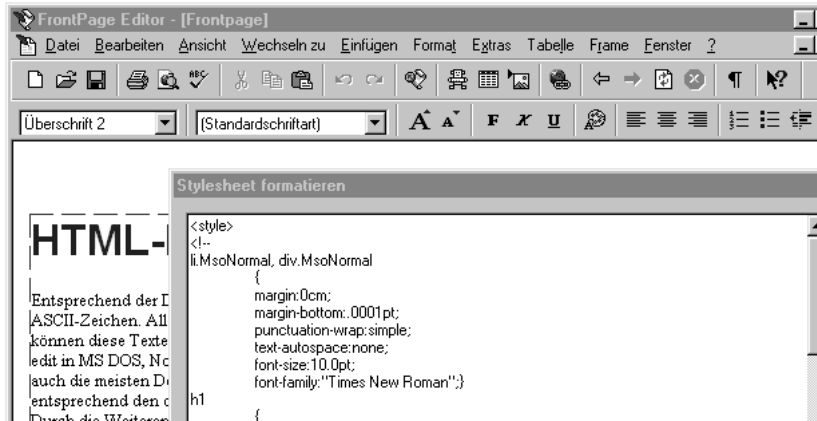 FrontPage Editor - [Frontpage]
Datei Bearbeiten Ansicht Wechseln zu Einfügen Format Extras Tabelle Frame Fenster ?
ABC
Überschrift 2 (Standardschriftart) A A F K U
Stylesheet formatieren
HTML-
Entsprechend der
ASCII-Zeichen. All
können diese Texte
edit in MS DOS, No
auch die meisten D
entsprechend den
Durch die
<style>
<!--
li.MsoNormal, div.MsoNormal
{
margin:0cm;
margin-bottom:.0001pt;
punctuation-wrap:simple;
text-autospace:none;
font-size:10.0pt;
font-family:"Times New Roman";}
h1
{